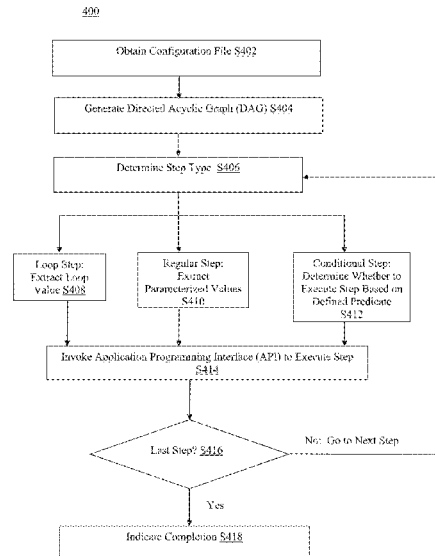 400
Obtain Configuration File S402
Generate Directed Acyclic Graph (DAG) S404
Determine Step Type S406
Loop Step:
Extract Loop
Value S408
Regular Step:
Extract
Parameterized Values
S410
Conditional Step:
Determine Whether to
Execute Step Based on
Defined Predicate
S412
Invoke Application Programming Interface (API) to Execute Step
S414
Last Step? S416
No: Go to Next Step
Yes
Indicate Completion S418